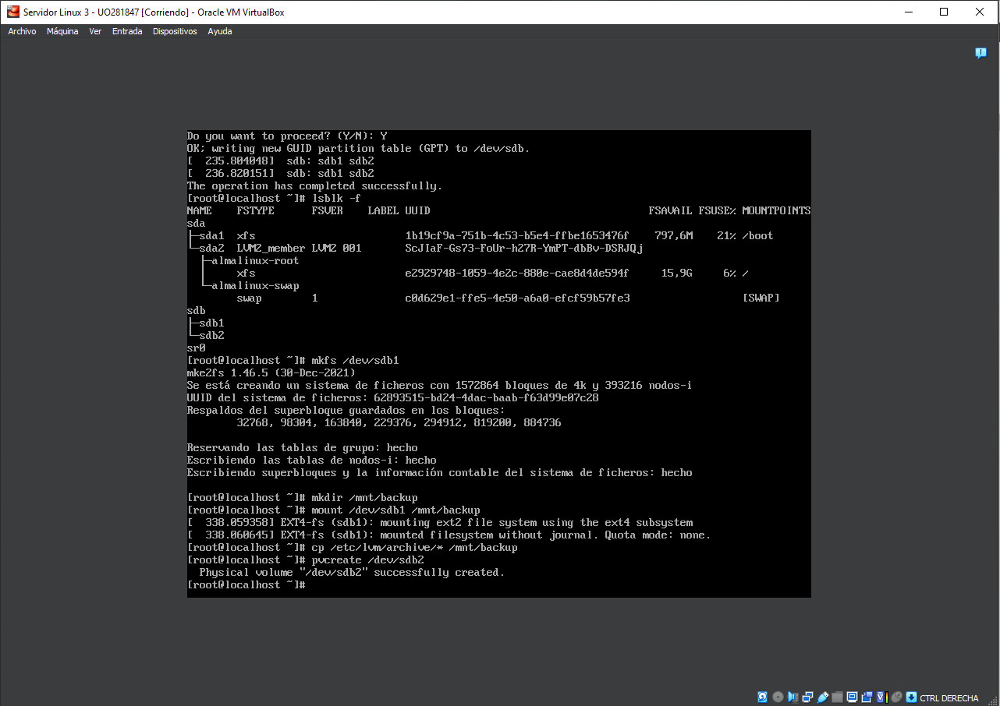 Servidor Linux 3 - UO281847 [Corriendo] - Oracle VM VirtualBox
Archivo Máquina Ver Entrada Dispositivos Ayuda
Do you want to proceed? (Y/N): Y
OK; writing new GUID partition table (GPT) to /dev/sdb.
[  235.804048]  sdb: sdb1 sdb2
[  236.820151]  sdb: sdb1 sdb2
The operation has completed successfully.
[root@localhost ~]# lsblk -f
NAME    FSTYPE      FSVER    LABEL UUID                                   FSAVAIL FSUSE% MOUNTPOINTS
sda
├─sda1  xfs                        1b19cf9a-751b-4c53-b5e4-ffbe1653476f    797,6M    21% /boot
└─sda2  LVM2_member LVM2 001       ScJIaF-Gs73-FoUr-h27R-YmPT-dbBv-DSRJQj
  ├─almalinux-root
  │     xfs                        e2929748-1059-4e2c-880e-cae8d4de594f     15,9G     6% /
  └─almalinux-swap
        swap        1              c0d629e1-ffe5-4e50-a6a0-efcf59b57fe3                  [SWAP]
sdb
├─sdb1
└─sdb2
sr0
[root@localhost ~]# mkfs /dev/sdb1
mke2fs 1.46.5 (30-Dec-2021)
Se está creando un sistema de ficheros con 1572864 bloques de 4k y 393216 nodos-i
UUID del sistema de ficheros: 62893515-bd24-4dac-baab-f63d99e07c28
Respaldos del superbloque guardados en los bloques:
        32768, 98304, 163840, 229376, 294912, 819200, 884736
Reservando las tablas de grupo: hecho
Escribiendo las tablas de nodos-i: hecho
Escribiendo superbloques y la información contable del sistema de ficheros: hecho
[root@localhost ~]# mkdir /mnt/backup
[root@localhost ~]# mount /dev/sdb1 /mnt/backup
[  338.059358] EXT4-fs (sdb1): mounting ext2 file system using the ext4 subsystem
[  338.060645] EXT4-fs (sdb1): mounted filesystem without journal. Quota mode: none.
[root@localhost ~]# cp /etc/lvm/archive/* /mnt/backup
[root@localhost ~]# pvcreate /dev/sdb2
  Physical volume "/dev/sdb2" successfully created.
[root@localhost ~]#
CTRL DERECHA